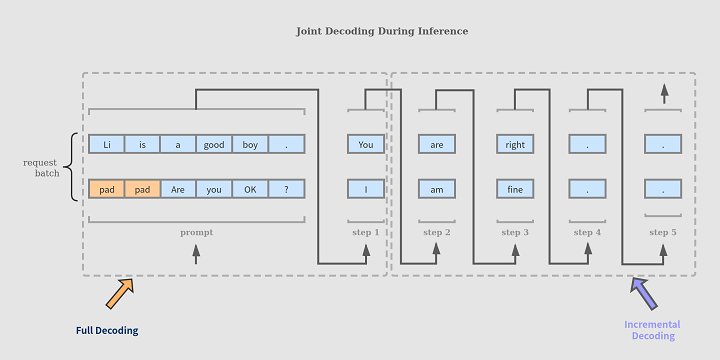 Joint Decoding During Inference
request
batch
Li is a good boy . You are right . .
pad pad Are you OK ? I am fine . .
prompt step 1 step 2 step 3 step 4 step 5
Full Decoding
Incremental
Decoding